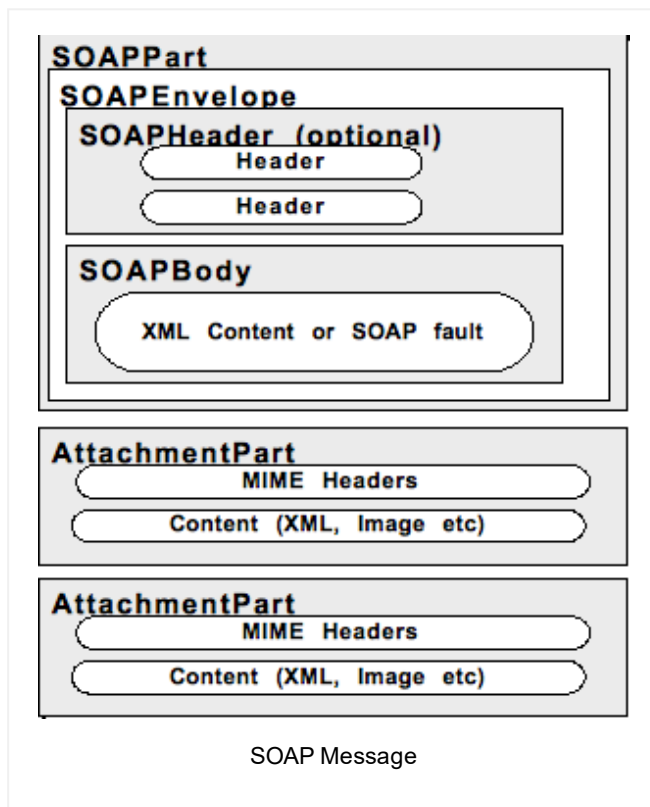 SOAPPart
SOAPEnvelope
SOAPHeader (optional)
Header
Header
SOAPBody
XML Content or SOAP fault
AttachmentPart
MIME Headers
Content (XML, Image etc)
AttachmentPart
MIME Headers
Content (XML, Image etc)
SOAP Message